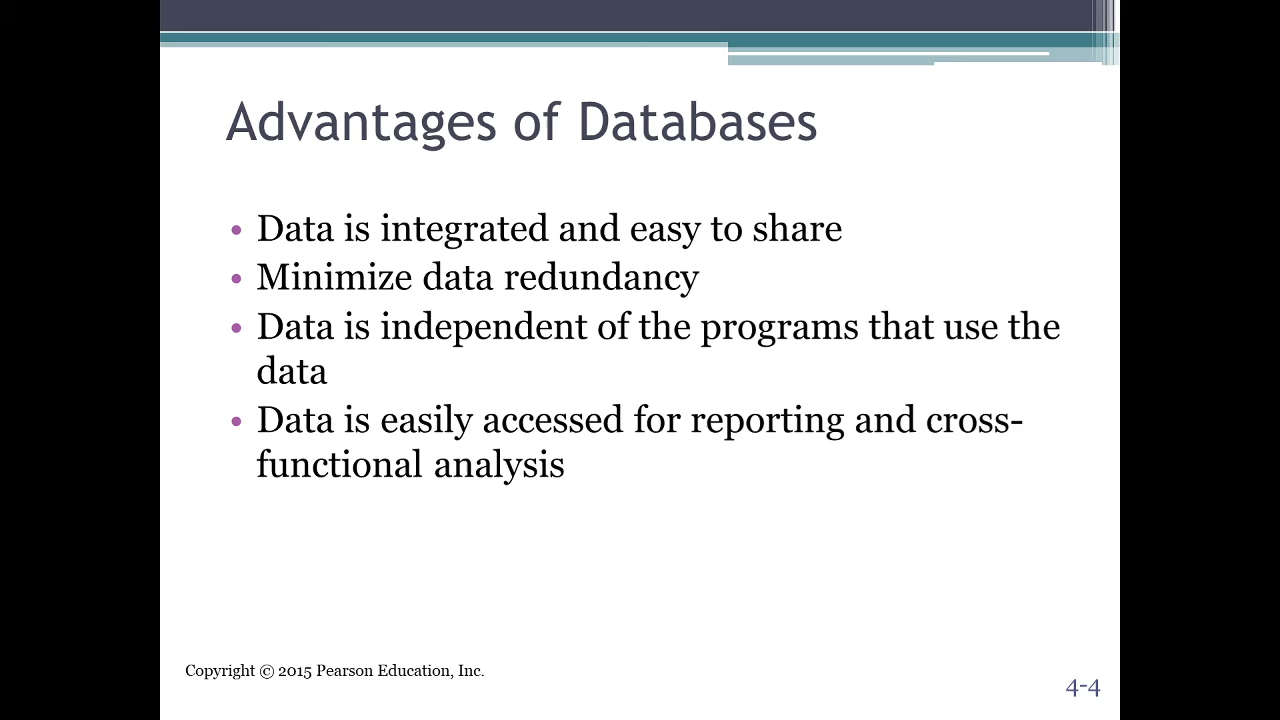 Advantages of Databases
• Data is integrated and easy to share
• Minimize data redundancy
• Data is independent of the programs that use the
data
• Data is easily accessed for reporting and cross-
functional analysis
Copyright © 2015 Pearson Education, Inc.
4-4